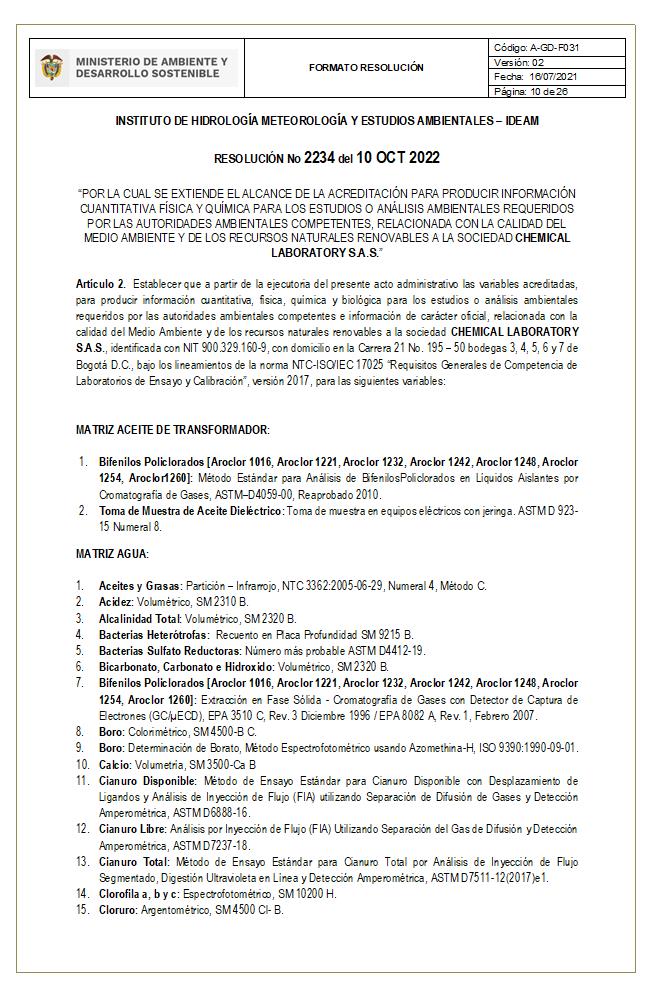 MINISTERIO DE AMBIENTE Y
DESARROLLO SOSTENIBLE
FORMATO RESOLUCIÓN
Código: A-GD-F031
Versión: 02
Fecha: 16/07/2021
Página: 10 de 26
INSTITUTO DE HIDROLOGÍA METEOROLOGÍA Y ESTUDIOS AMBIENTALES – IDEAM
RESOLUCIÓN No 2234 del 10 OCT 2022
“POR LA CUAL SE EXTIENDE EL ALCANCE DE LA ACREDITACIÓN PARA PRODUCIR INFORMACIÓN
CUANTITATIVA FÍSICA Y QUÍMICA PARA LOS ESTUDIOS O ANÁLISIS AMBIENTALES REQUERIDOS
POR LAS AUTORIDADES AMBIENTALES COMPETENTES, RELACIONADA CON LA CALIDAD DEL
MEDIO AMBIENTE Y DE LOS RECURSOS NATURALES RENOVABLES A LA SOCIEDAD CHEMICAL
LABORATORY S.A.S.”
Artículo 2. Establecer que a partir de la ejecutoria del presente acto administrativo las variables acreditadas,
para producir información cuantitativa, física, química y biológica para los estudios o análisis ambientales
requeridos por las autoridades ambientales competentes e información de carácter oficial, relacionada con la
calidad del Medio Ambiente y de los recursos naturales renovables a la sociedad CHEMICAL LABORATORY
S.A.S., identificada con NIT 900.329.160-9, con domicilio en la Carrera 21 No. 195 – 50 bodegas 3, 4, 5, 6 y 7 de
Bogotá D.C., bajo los lineamientos de la norma NTC-ISO/IEC 17025 “Requisitos Generales de Competencia de
Laboratorios de Ensayo y Calibración”, versión 2017, para las siguientes variables:
MATRIZ ACEITE DE TRANSFORMADOR:
1. Bifenilos Policlorados [Aroclor 1016, Aroclor 1221, Aroclor 1232, Aroclor 1242, Aroclor 1248, Aroclor
1254, Aroclor1260]: Método Estándar para Análisis de BifenilosPoliclorados en Líquidos Aislantes por
Cromatografía de Gases, ASTM–D4059-00, Reaprobado 2010.
2. Toma de Muestra de Aceite Dieléctrico: Toma de muestra en equipos eléctricos con jeringa. ASTM D 923-
15 Numeral 8.
MATRIZ AGUA:
1. Aceites y Grasas: Partición – Infrarrojo, NTC 3362:2005-06-29, Numeral 4, Método C.
2. Acidez: Volumétrico, SM 2310 B.
3. Alcalinidad Total: Volumétrico, SM 2320 B.
4. Bacterias Heterótrofas: Recuento en Placa Profundidad SM 9215 B.
5. Bacterias Sulfato Reductoras: Número más probable ASTM D4412-19.
6. Bicarbonato, Carbonato e Hidroxido: Volumétrico, SM 2320 B.
7. Bifenilos Policlorados [Aroclor 1016, Aroclor 1221, Aroclor 1232, Aroclor 1242, Aroclor 1248, Aroclor
1254, Aroclor 1260]: Extracción en Fase Sólida - Cromatografía de Gases con Detector de Captura de
Electrones (GC/µECD), EPA 3510 C, Rev. 3 Diciembre 1996 / EPA 8082 A, Rev. 1, Febrero 2007.
8. Boro: Colorimétrico, SM 4500-B C.
9. Boro: Determinación de Borato, Método Espectrofotométrico usando Azomethina-H, ISO 9390:1990-09-01.
10. Calcio: Volumetría, SM 3500-Ca B
11. Cianuro Disponible: Método de Ensayo Estándar para Cianuro Disponible con Desplazamiento de
Ligandos y Análisis de Inyección de Flujo (FIA) utilizando Separación de Difusión de Gases y Detección
Amperométrica, ASTM D6888-16.
12. Cianuro Libre: Análisis por Inyección de Flujo (FIA) Utilizando Separación del Gas de Difusión y Detección
Amperométrica, ASTM D7237-18.
13. Cianuro Total: Método de Ensayo Estándar para Cianuro Total por Análisis de Inyección de Flujo
Segmentado, Digestión Ultravioleta en Línea y Detección Amperométrica, ASTM D7511-12(2017)e1.
14. Clorofila a, b y c: Espectrofotométrico, SM 10200 H.
15. Cloruro: Argentométrico, SM 4500 Cl- B.